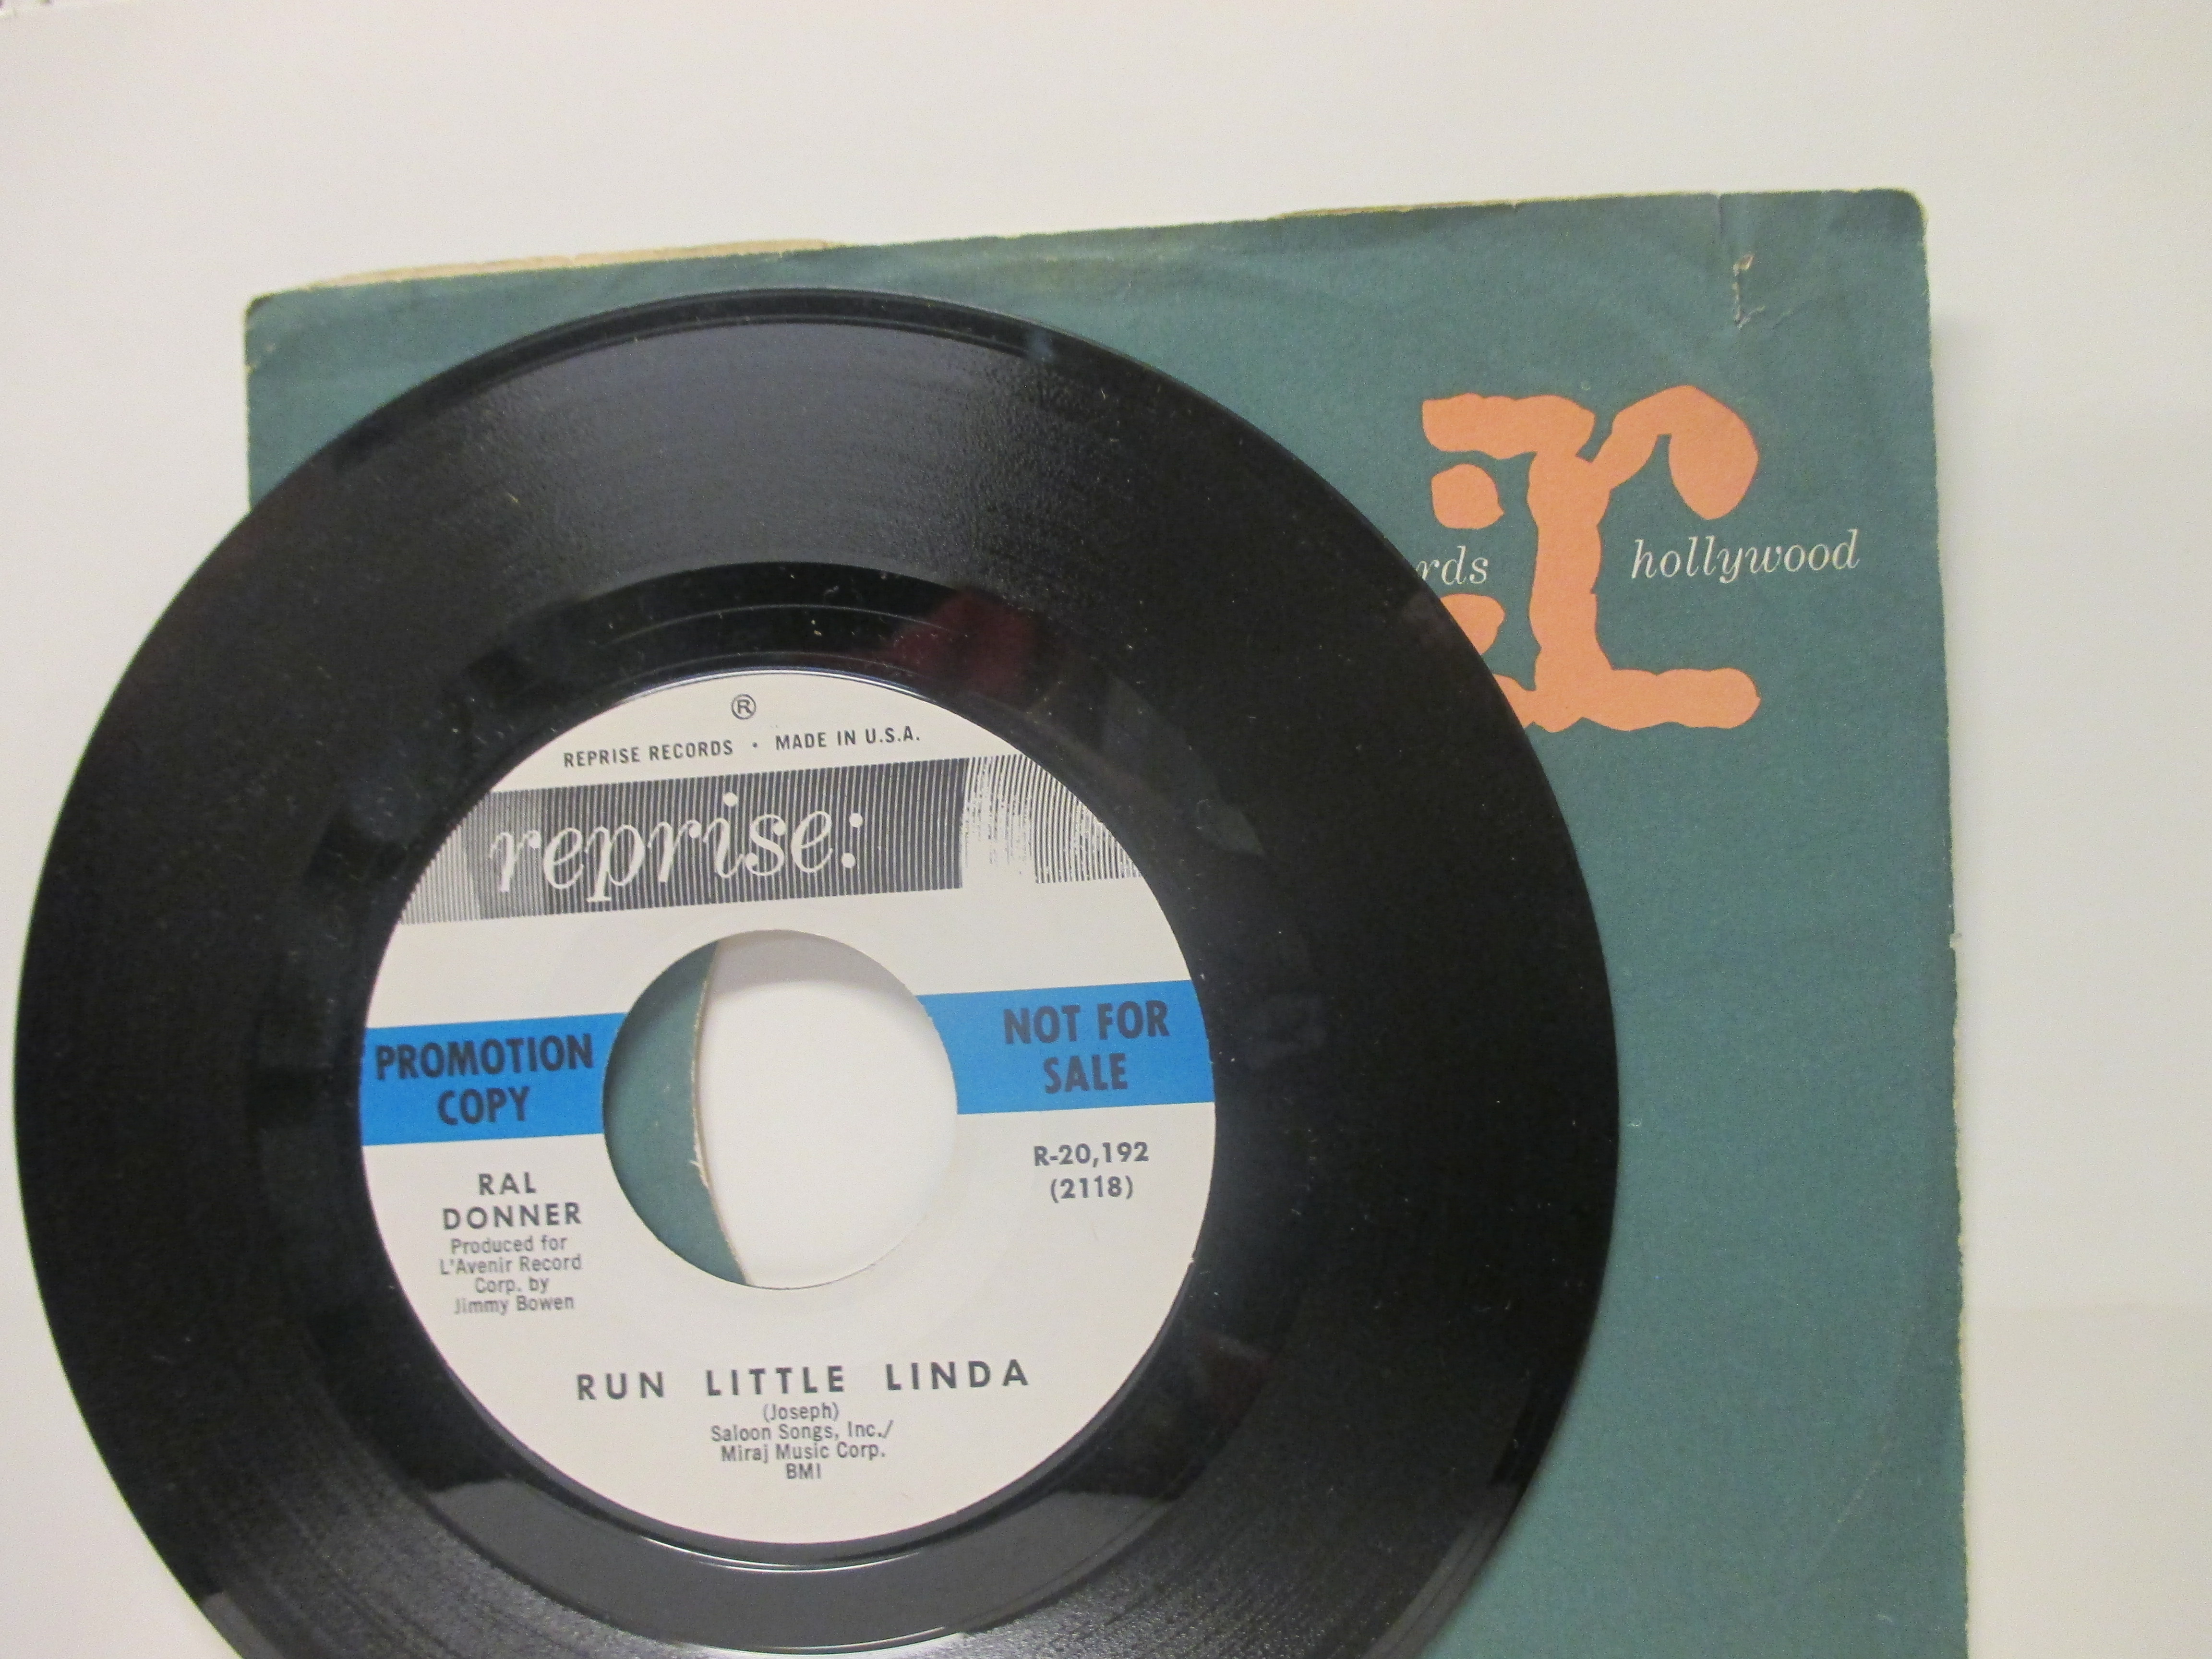 rds hollywood
®
REPRISE RECORDS • MADE IN U.S.A.
reprise:
PROMOTION
COPY
NOT FOR
SALE
R-20,192
(2118)
RAL
DONNER
Produced for
L'Avenir Record
Corp. by
Jimmy Bowen
RUN LITTLE LINDA
(Joseph)
Saloon Songs, Inc./
Miraj Music Corp.
BMI